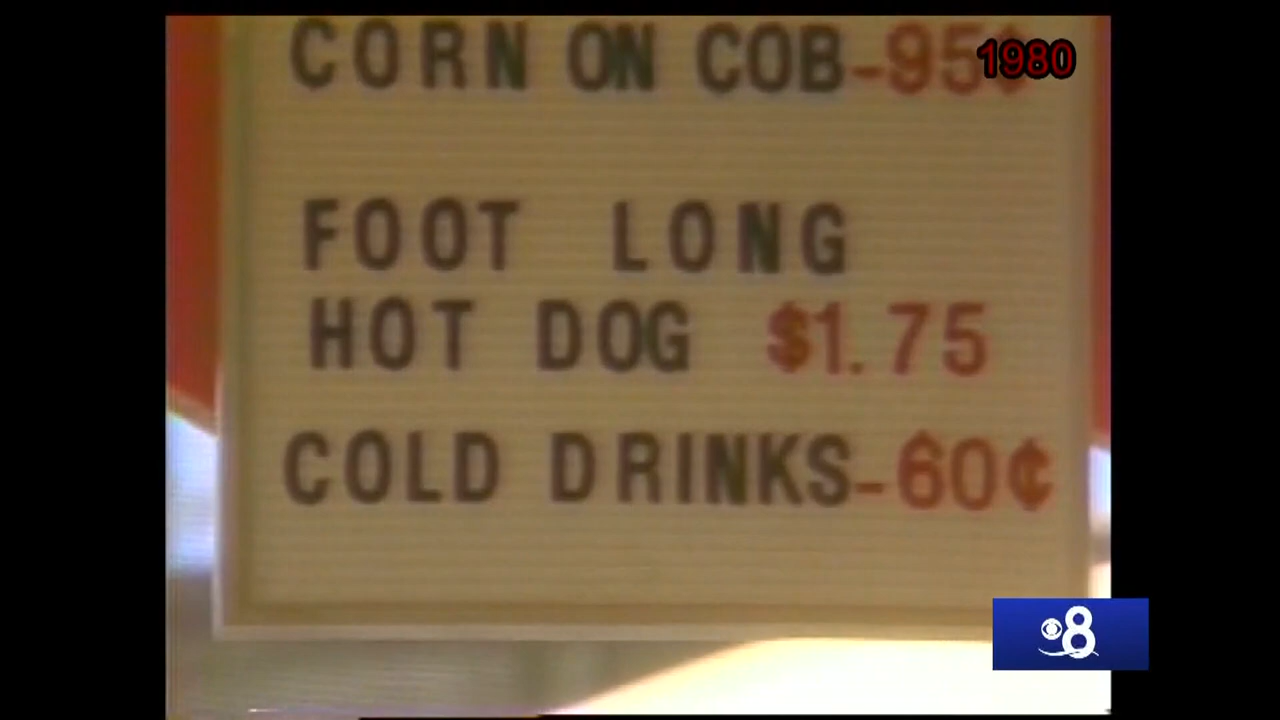 CORN ON COB-95¢
1980
FOOT LONG
HOT DOG $1.75
COLD DRINKS-60¢
8